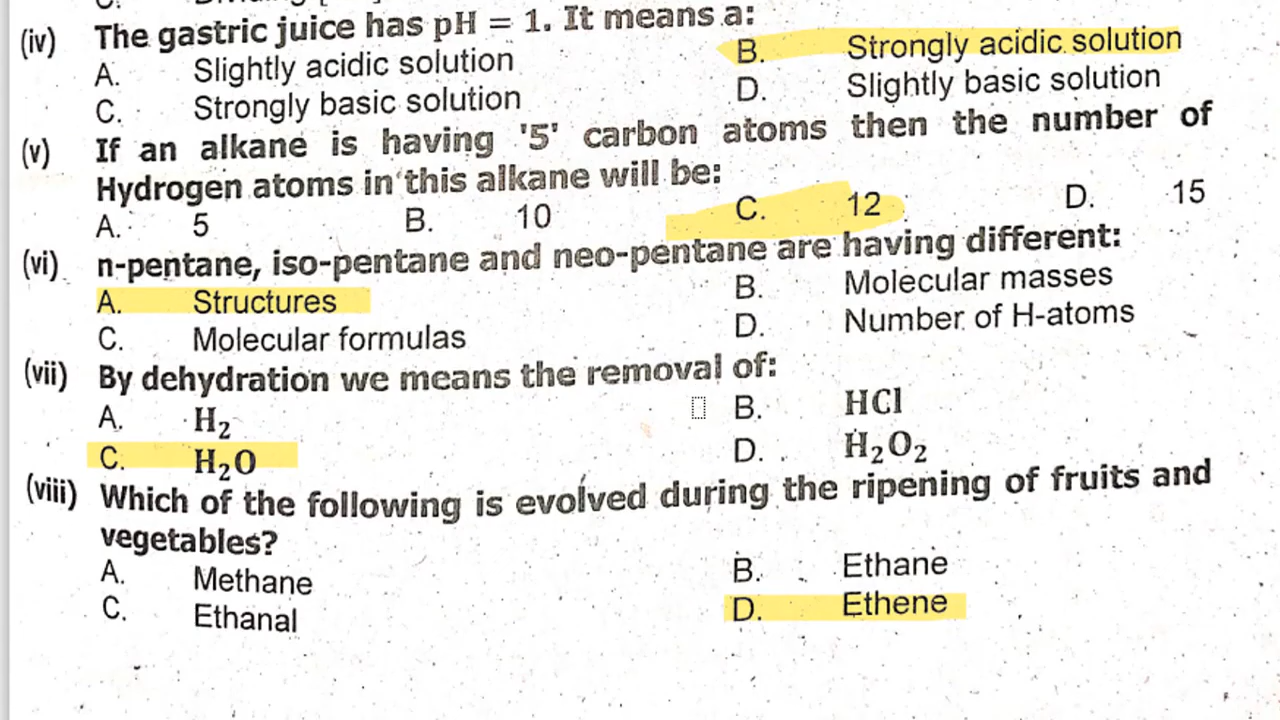 (iv) The gastric juice has pH = 1. It means a:
A. Slightly acidic solution B. Strongly acidic solution
C. Strongly basic solution D. Slightly basic solution
(v) If an alkane is having '5' carbon atoms then the number of
Hydrogen atoms in this alkane will be:
A. 5 B. 10 C. 12 D. 15
(vi) n-pentane, iso-pentane and neo-pentane are having different:
A. Structures B. Molecular masses
C. Molecular formulas D. Number of H-atoms
(vii) By dehydration we means the removal of:
A. H₂ B. HCl
C. H₂O D. H₂O₂
(viii) Which of the following is evolved during the ripening of fruits and
vegetables?
A. Methane B. Ethane
C. Ethanal D. Ethene